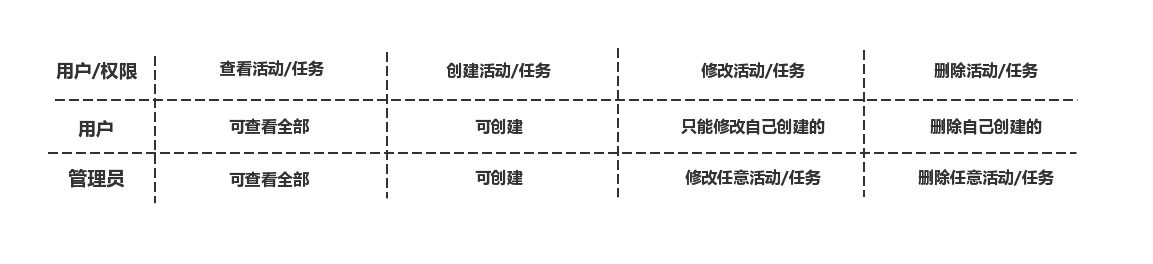 用户/权限 查看活动/任务 创建活动/任务 修改活动/任务 删除活动/任务
用户 可查看全部 可创建 只能修改自己创建的 删除自己创建的
管理员 可查看全部 可创建 修改任意活动/任务 删除任意活动/任务